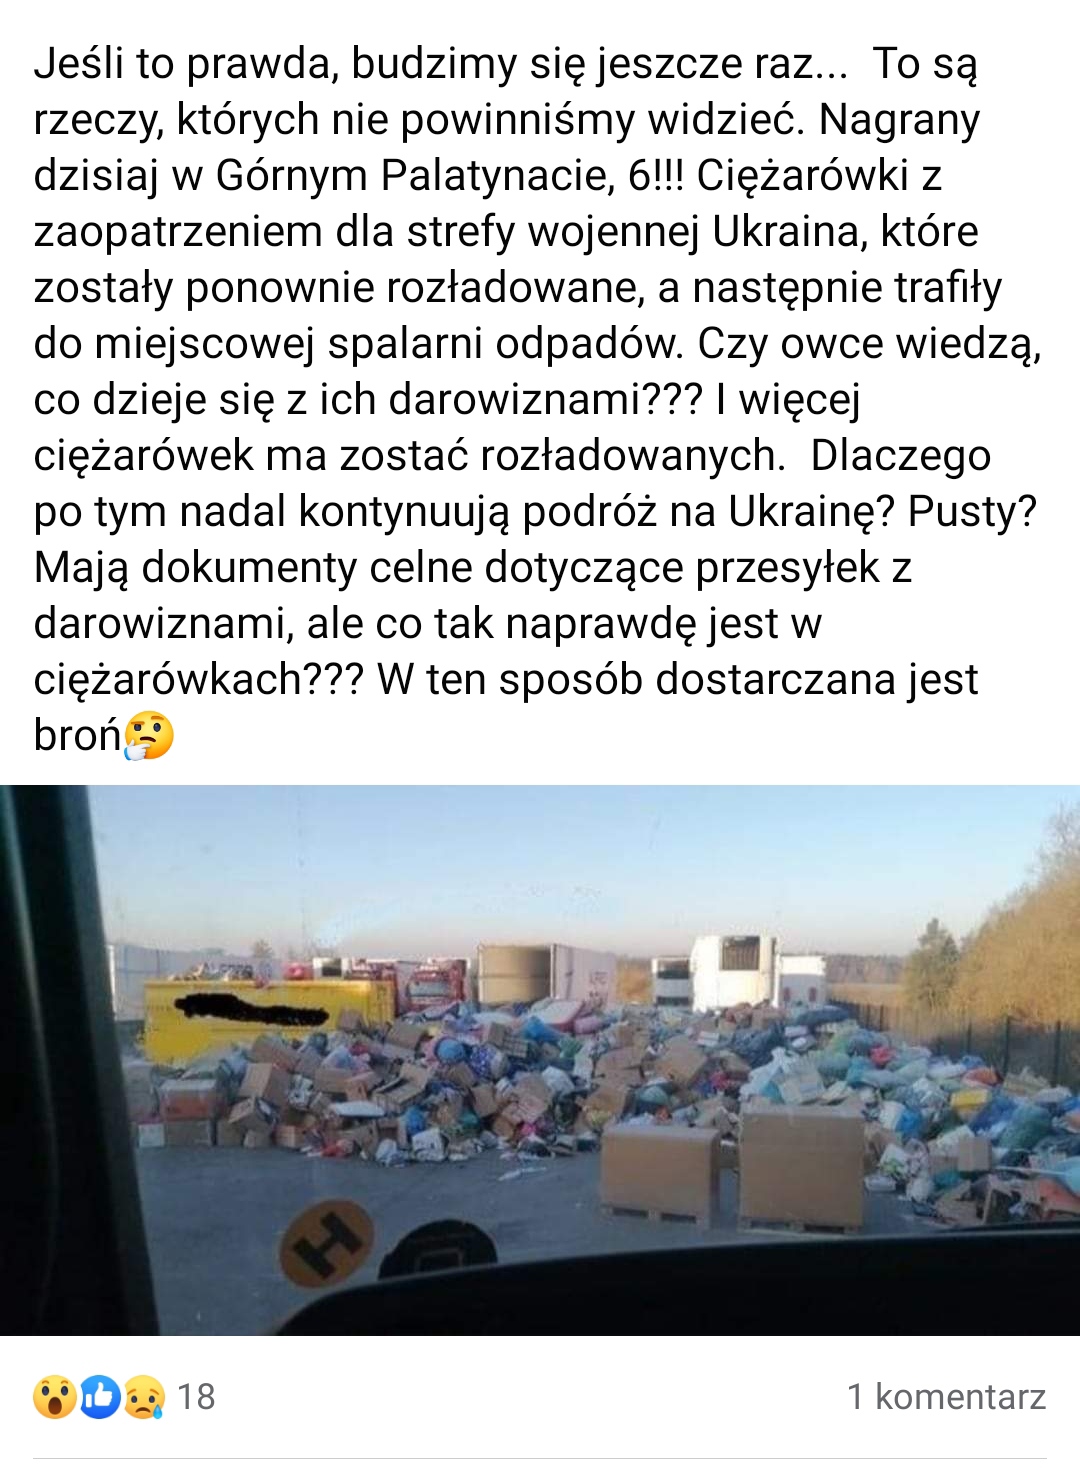 Jeśli to prawda, budzimy się jeszcze raz...  To są
rzeczy, których nie powinniśmy widzieć. Nagrany
dzisiaj w Górnym Palatynacie, 6!!! Ciężarówki z
zaopatrzeniem dla strefy wojennej Ukraina, które
zostały ponownie rozładowane, a następnie trafiły
do miejscowej spalarni odpadów. Czy owce wiedzą,
co dzieje się z ich darowiznami??? I więcej
ciężarówek ma zostać rozładowanych.  Dlaczego
po tym nadal kontynuują podróż na Ukrainę? Pusty?
Mają dokumenty celne dotyczące przesyłek z
darowiznami, ale co tak naprawdę jest w
ciężarówkach??? W ten sposób dostarczana jest
broń🤔
H
18
1 komentarz